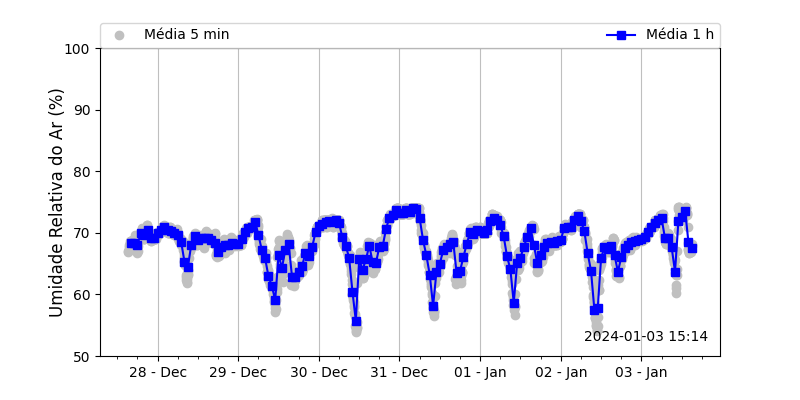 Média 5 min Média 1 h
100
90
80
70
60
50
Umidade Relativa do Ar (%)
2024-01-03 15:14
28 - Dec 29 - Dec 30 - Dec 31 - Dec 01 - Jan 02 - Jan 03 - Jan